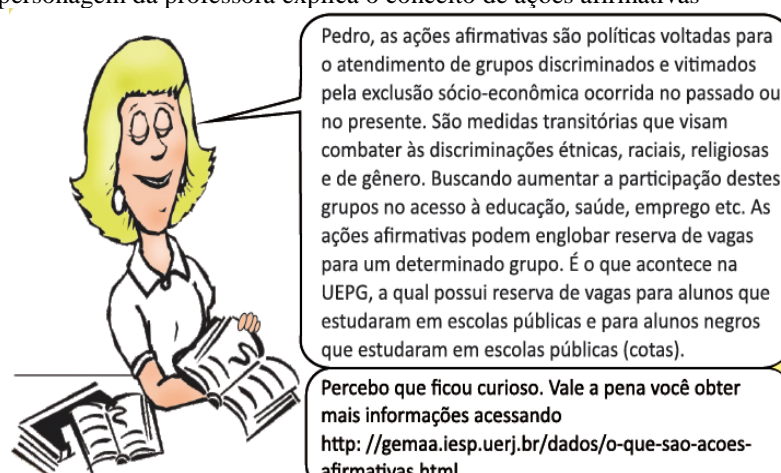 personagem da professora explica o conceito de ações afirmativas
Pedro, as ações afirmativas são políticas voltadas para
o atendimento de grupos discriminados e vitimados
pela exclusão sócio-econômica ocorrida no passado ou
no presente. São medidas transitórias que visam
combater às discriminações étnicas, raciais, religiosas
e de gênero. Buscando aumentar a participação destes
grupos no acesso à educação, saúde, emprego etc. As
ações afirmativas podem englobar reserva de vagas
para um determinado grupo. É o que acontece na
UEPG, a qual possui reserva de vagas para alunos que
estudaram em escolas públicas e para alunos negros
que estudaram em escolas públicas (cotas).
Percebo que ficou curioso. Vale a pena você obter
mais informações acessando
http: //gemaa.iesp.uerj.br/dados/o-que-sao-acoes-
afirmativas.html